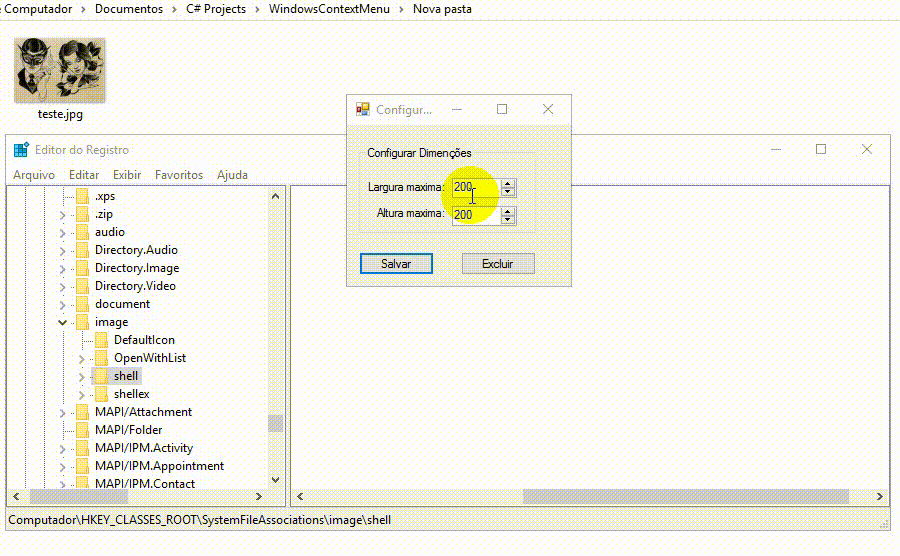 Computador > Documentos > C# Projects > WindowsContextMenu > Nova pasta
teste.jpg
Configur...
Configurar Dimenções
Largura maxima: 200
Altura maxima: 200
Salvar Excluir
Editor do Registro
Arquivo Editar Exibir Favoritos Ajuda
.xps
.zip
audio
Directory.Audio
Directory.Image
Directory.Video
document
image
DefaultIcon
OpenWithList
shell
shellex
MAPI/Attachment
MAPI/Folder
MAPI/IPM.Activity
MAPI/IPM.Appointment
MAPI/IPM.Contact
Computador\HKEY_CLASSES_ROOT\SystemFileAssociations\image\shell